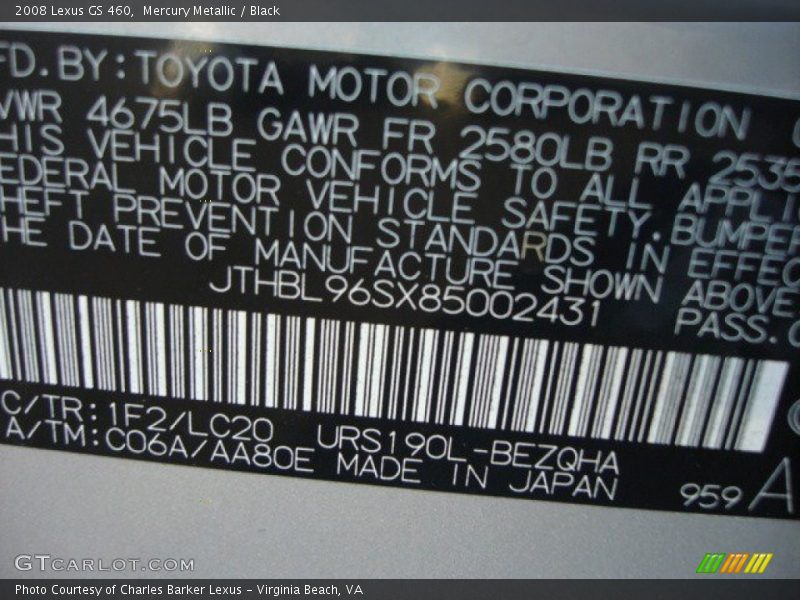 2008 Lexus GS 460, Mercury Metallic / Black
FD.BY:TOYOTA MOTOR CORPORATION
VWR 4675LB GAWR FR 2580LB RR 2535
HIS VEHICLE CONFORMS TO ALL APPLI
EDERAL MOTOR VEHICLE SAFETY, BUMPER
HEFT PREVENTION STANDARDS IN EFFEC
HE DATE OF MANUFACTURE SHOWN ABOVE
JTHBL96SX85002431 PASS.C
C/TR:1F2/LC20 URS190L-BEZQHA
A/TM:C06A/AA80E MADE IN JAPAN 959 A
GTCARLOT.COM
Photo Courtesy of Charles Barker Lexus - Virginia Beach, VA